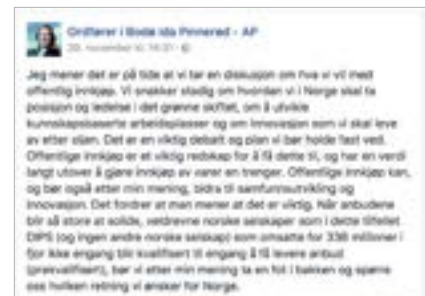 Ordfører i Bodø Ida Pinnerød - AP
29. november kl. 14:31
Jeg mener det er på tide at vi tar en diskusjon om hva vi vil med
offentlig innkjøp. Vi snakker stadig om hvordan vi i Norge skal ta
posisjon og ledelse i det grønne skiftet, om å utvikle
kunnskapsbaserte arbeidsplasser og om innovasjon som vi skal leve
av etter oljen. Det er en viktig debatt og plan vi bør holde fast ved.
Offentlige innkjøp er et viktig redskap for å få dette til, og har en verdi
langt utover å gjøre innkjøp av varer en trenger. Offentlige innkjøp kan,
og bør også etter min mening, bidra til samfunnsutvikling og
innovasjon. Det fordrer at man mener at det er viktig. Når anbudene
blir så store at solide, veldrevne norske selskaper som i dette tilfellet
DIPS (og ingen andre norske selskap) som omsatte for 336 millioner i
fjor ikke engang blir kvalifisert til engang å få levere anbud
(prekvalifisert), bør vi etter min mening ta en fot i bakken og spørre
oss hvilken retning vi ønsker for Norge.